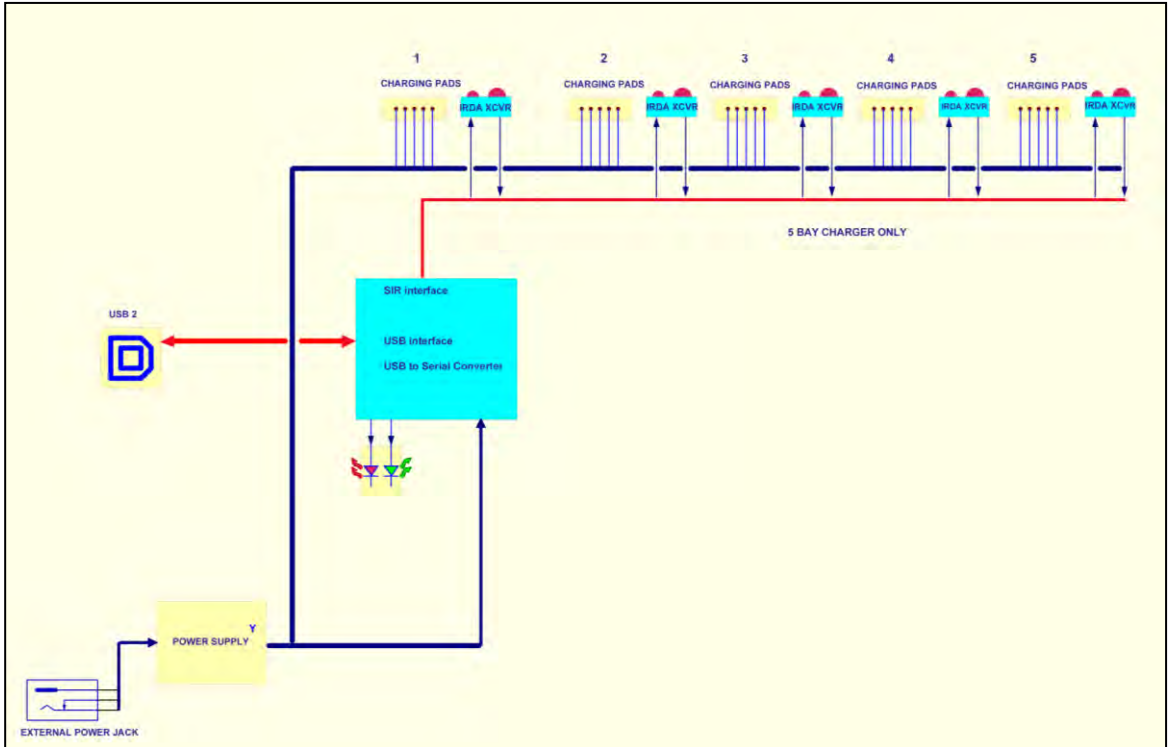 1
2
3
4
5
CHARGING PADS
CHARGING PADS
CHARGING PADS
CHARGING PADS
CHARGING PADS
IRDA XCVR
IRDA XCVR
IRDA XCVR
IRDA XCVR
IRDA XCVR
5 BAY CHARGER ONLY
SIR interface
USB 2
USB interface
USB to Serial Converter
Y
POWER SUPPLY
EXTERNAL POWER JACK